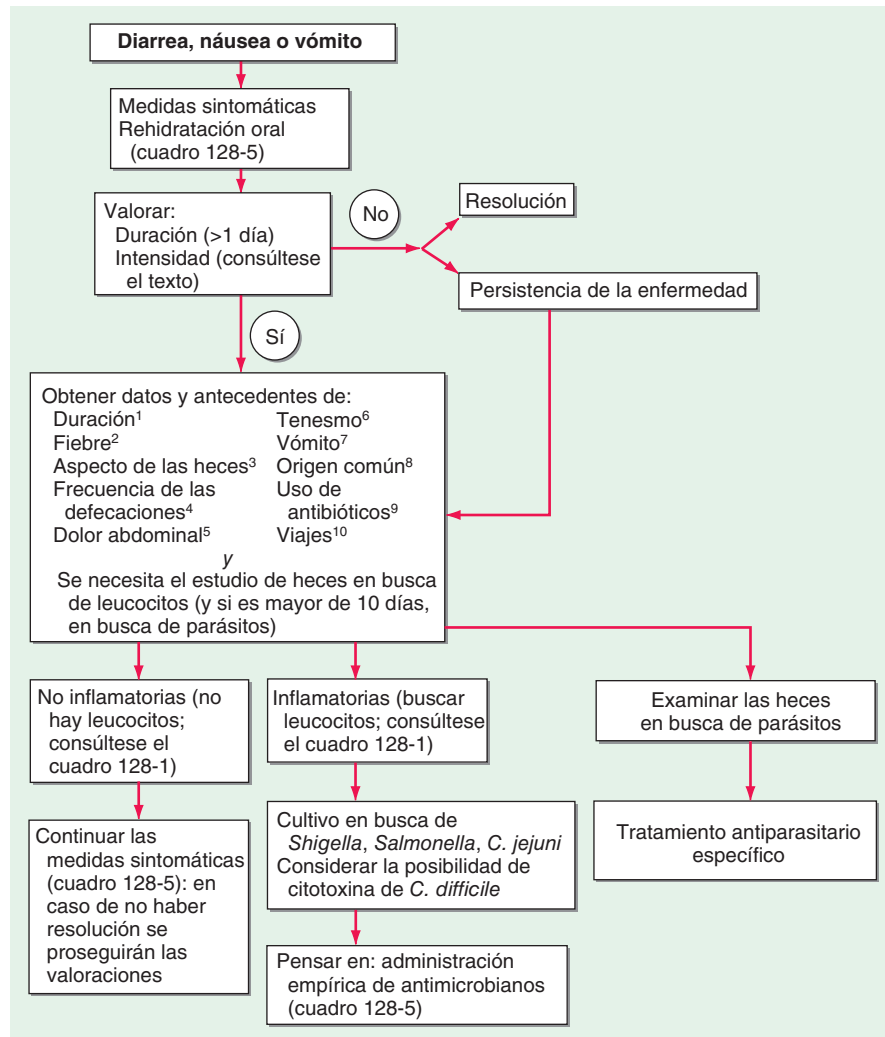 Diarrea, náusea o vómito
Medidas sintomáticas
Rehidratación oral
(cuadro 128-5)
Valorar:
Duración (>1 día)
Intensidad (consúltese
el texto)
No
Resolución
Persistencia de la enfermedad
Sí
Obtener datos y antecedentes de:
Duración¹
Fiebre²
Aspecto de las heces³
Frecuencia de las
defecaciones⁴
Dolor abdominal⁵
Tenesmo⁶
Vómito⁷
Origen común⁸
Uso de
antibióticos⁹
Viajes¹⁰
y
Se necesita el estudio de heces en busca
de leucocitos (y si es mayor de 10 días,
en busca de parásitos)
No inflamatorias (no
hay leucocitos;
consúltese el
cuadro 128-1)
Continuar las
medidas sintomáticas
(cuadro 128-5): en
caso de no haber
resolución se
proseguirán las
valoraciones
Inflamatorias (buscar
leucocitos; consúltese
el cuadro 128-1)
Cultivo en busca de
Shigella, Salmonella, C. jejuni
Considerar la posibilidad de
citotoxina de C. difficile
Pensar en: administración
empírica de antimicrobianos
(cuadro 128-5)
Examinar las heces
en busca de parásitos
Tratamiento antiparasitario
específico